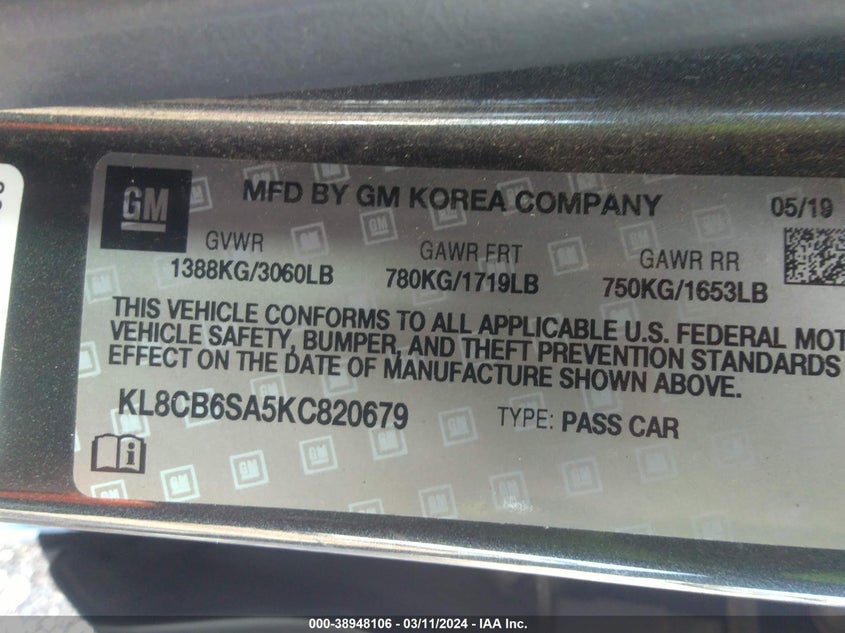 GM
MFD BY GM KOREA COMPANY
05/19
GVWR
GAWR FRT
GAWR RR
1388KG/3060LB
780KG/1719LB
750KG/1653LB
THIS VEHICLE CONFORMS TO ALL APPLICABLE U.S. FEDERAL MOT
VEHICLE SAFETY, BUMPER, AND THEFT PREVENTION STANDARDS
EFFECT ON THE DATE OF MANUFACTURE SHOWN ABOVE.
KL8CB6SA5KC820679
TYPE: PASS CAR
000-38948106 - 03/11/2024 - IAA Inc.